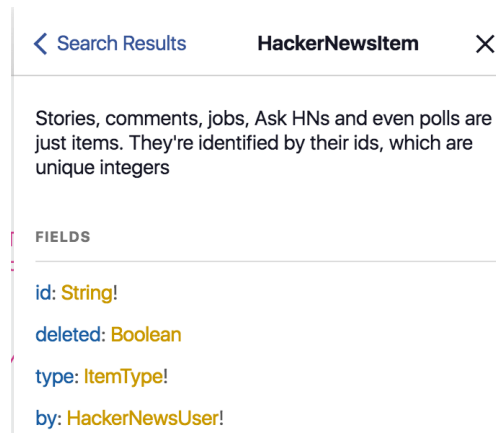 Search Results
HackerNewsItem
Stories, comments, jobs, Ask HNs and even polls are
just items. They're identified by their ids, which are
unique integers
FIELDS
id: String!
deleted: Boolean
type: ItemType!
by: HackerNewsUser!